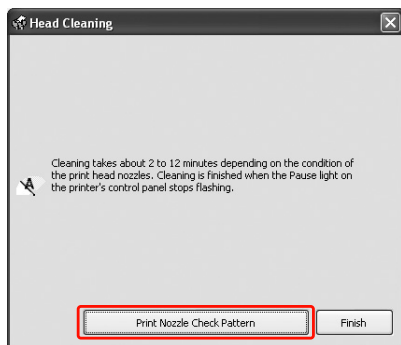 Head Cleaning
Cleaning takes about 2 to 12 minutes depending on the condition of
the print head nozzles. Cleaning is finished when the Pause light on
the printer's control panel stops flashing.
Print Nozzle Check Pattern
Finish